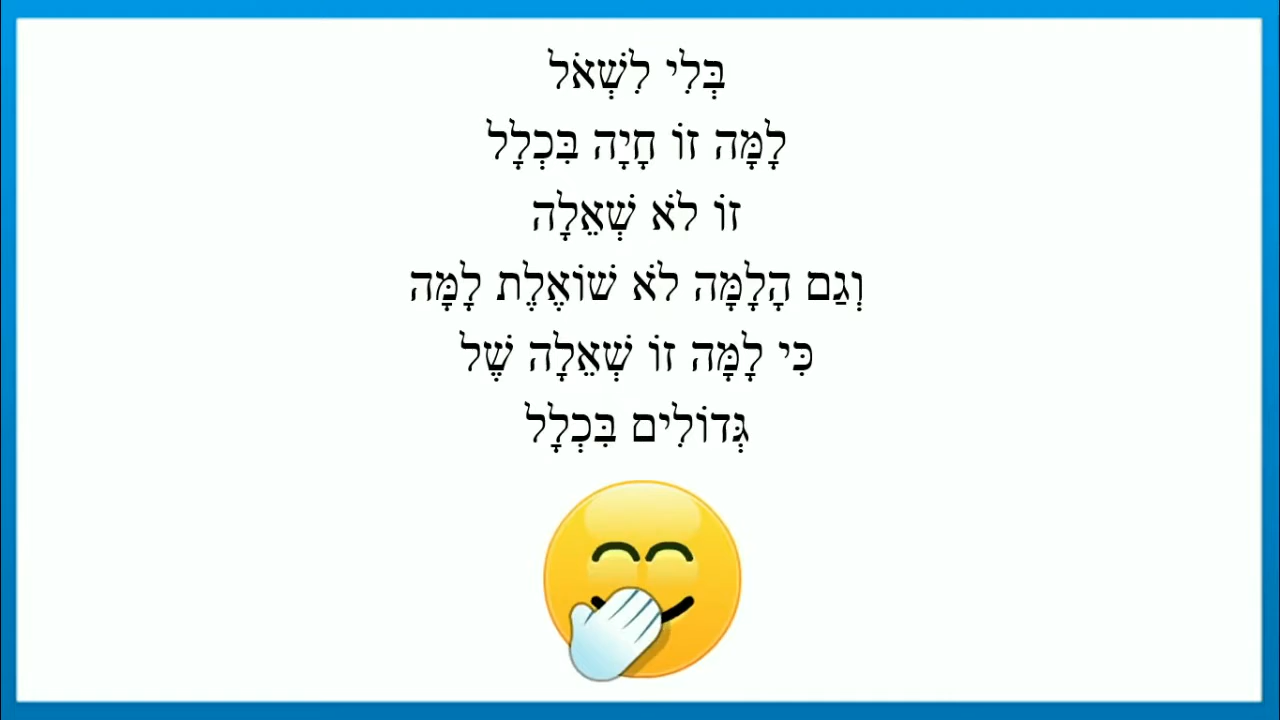 בְּלִי לִשְׁאֹל
לָמָּה זוֹ חָיָה בִּכְלָל
זוֹ לֹא שְׁאֵלָה
וְגַם הָלָמָּה לֹא שׁוֹאֶלֶת לָמָּה
כִּי לָמָּה זוֹ שְׁאֵלָה שֶׁל
גְּדוֹלִים בִּכְלָל